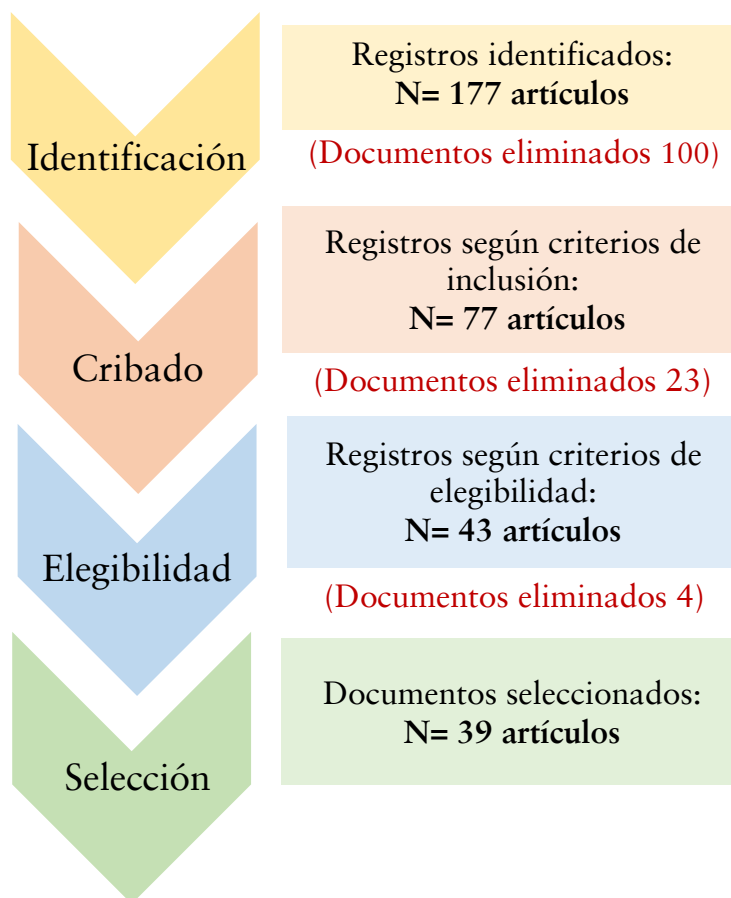 Identificación
Registros identificados:
N= 177 artículos
(Documentos eliminados 100)
Cribado
Registros según criterios de
inclusión:
N= 77 artículos
(Documentos eliminados 23)
Elegibilidad
Registros según criterios de
elegibilidad:
N= 43 artículos
(Documentos eliminados 4)
Selección
Documentos seleccionados:
N= 39 artículos